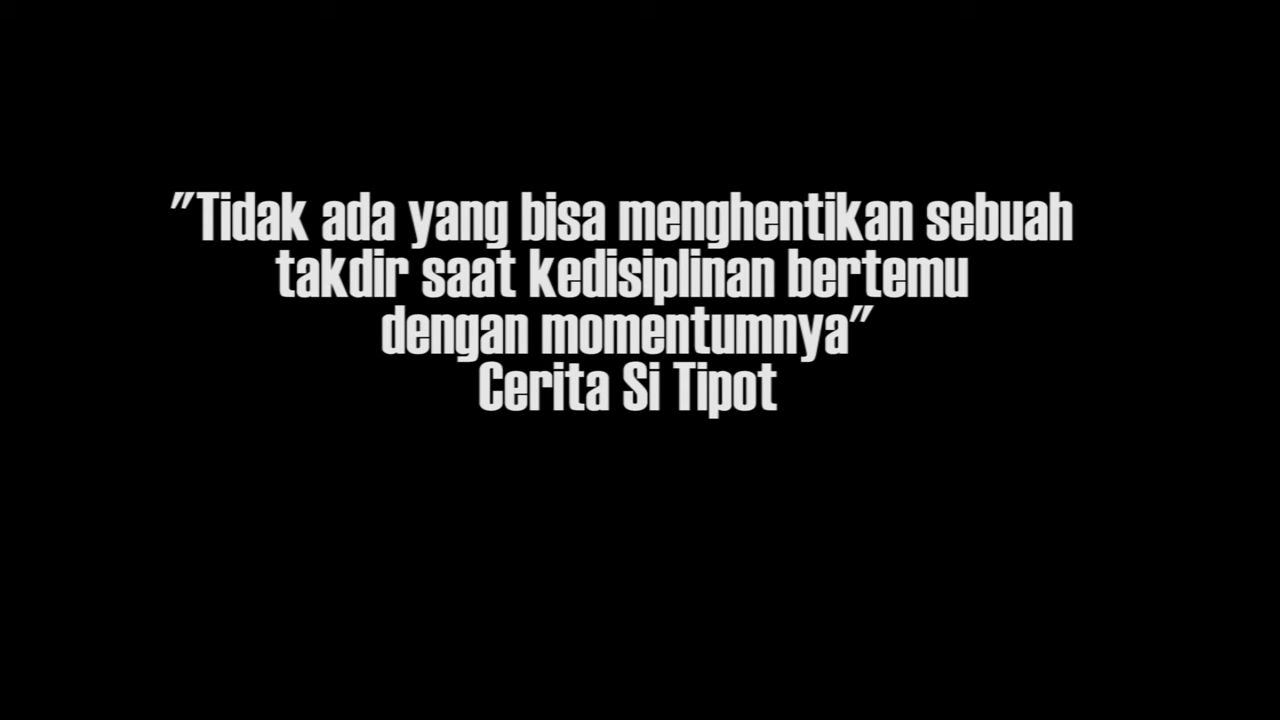 "Tidak ada yang bisa menghentikan sebuah
takdir saat kedisiplinan bertemu
dengan momentumnya"
Cerita Si Tipot